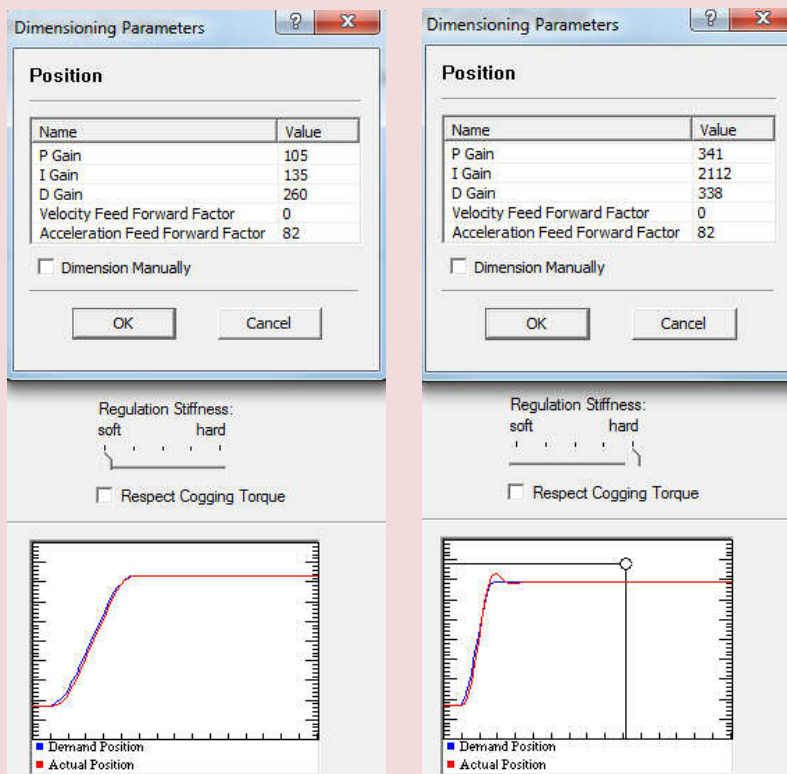 Dimensioning Parameters
Position
Name Value
P Gain 105
I Gain 135
D Gain 260
Velocity Feed Forward Factor 0
Acceleration Feed Forward Factor 82
Dimension Manually
OK Cancel
Regulation Stiffness:
soft hard
Respect Cogging Torque
Demand Position
Actual Position
Dimensioning Parameters
Position
Name Value
P Gain 341
I Gain 2112
D Gain 338
Velocity Feed Forward Factor 0
Acceleration Feed Forward Factor 82
Dimension Manually
OK Cancel
Regulation Stiffness:
soft hard
Respect Cogging Torque
Demand Position
Actual Position